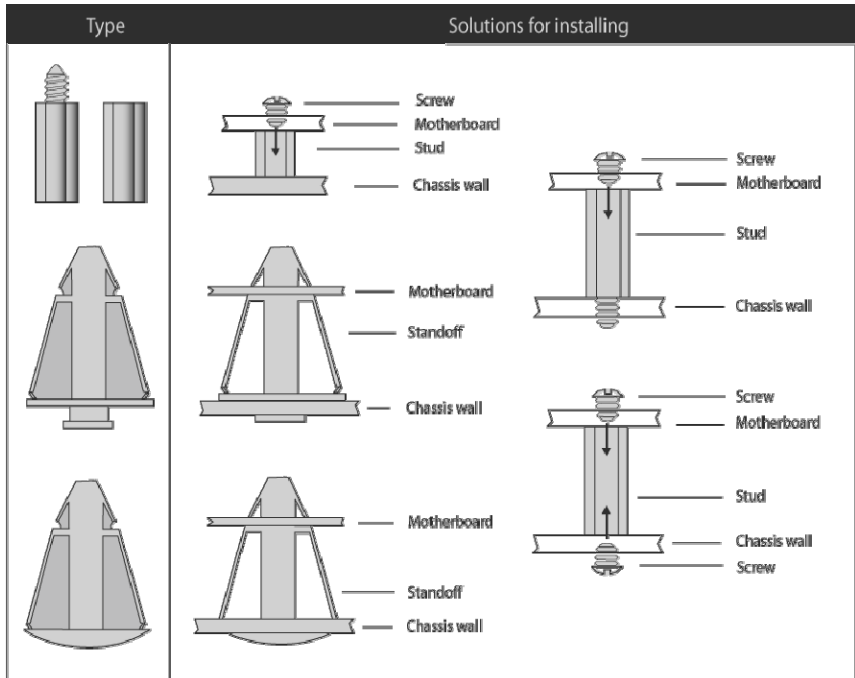 Type
Solutions for installing
Screw
Motherboard
Stud
Chassis wall
Motherboard
Standoff
Chassis wall
Motherboard
Standoff
Chassis wall
Screw
Motherboard
Stud
Chassis wall
Screw
Motherboard
Stud
Chassis wall
Screw